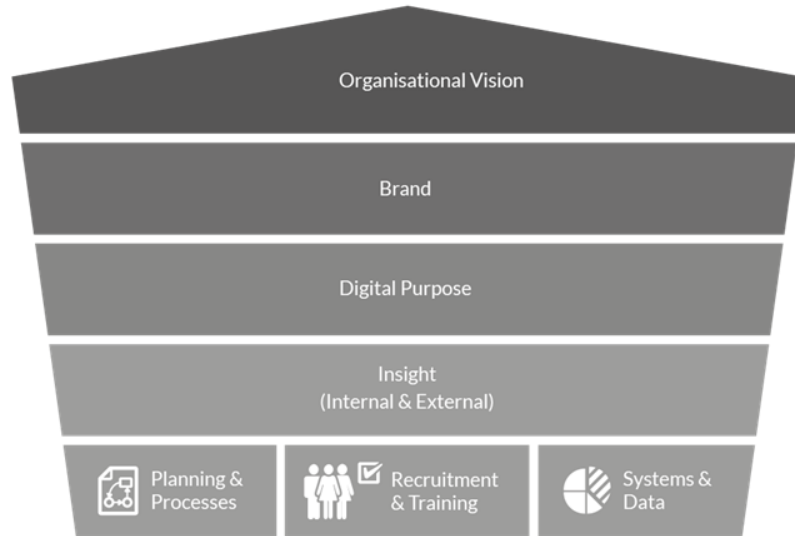 Organisational Vision
Brand
Digital Purpose
Insight
(Internal & External)
Planning &
Processes
Recruitment
& Training
Systems &
Data